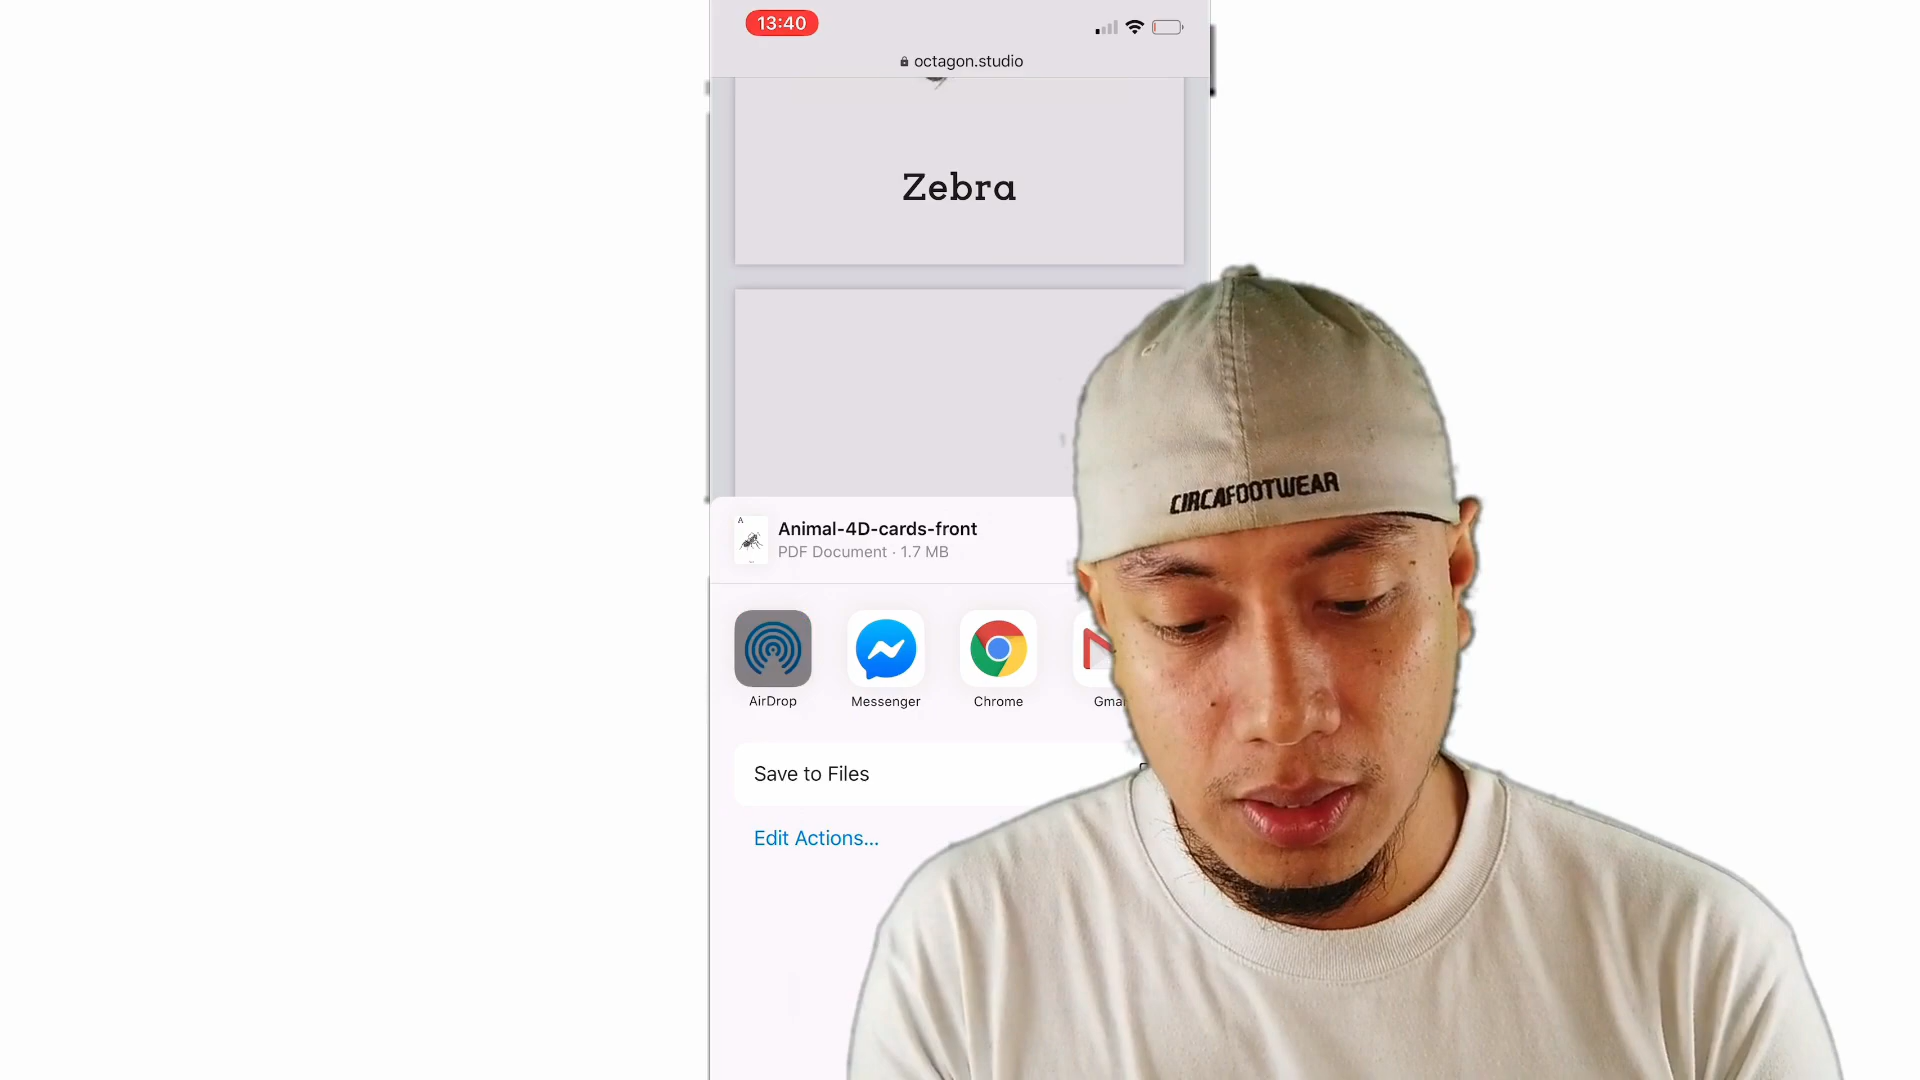 13:40
octagon.studio
Zebra
A
Animal-4D-cards-front
PDF Document · 1.7 MB
AirDrop
Messenger
Chrome
Save to Files
Edit Actions...
CIRCAFOOTWEAR